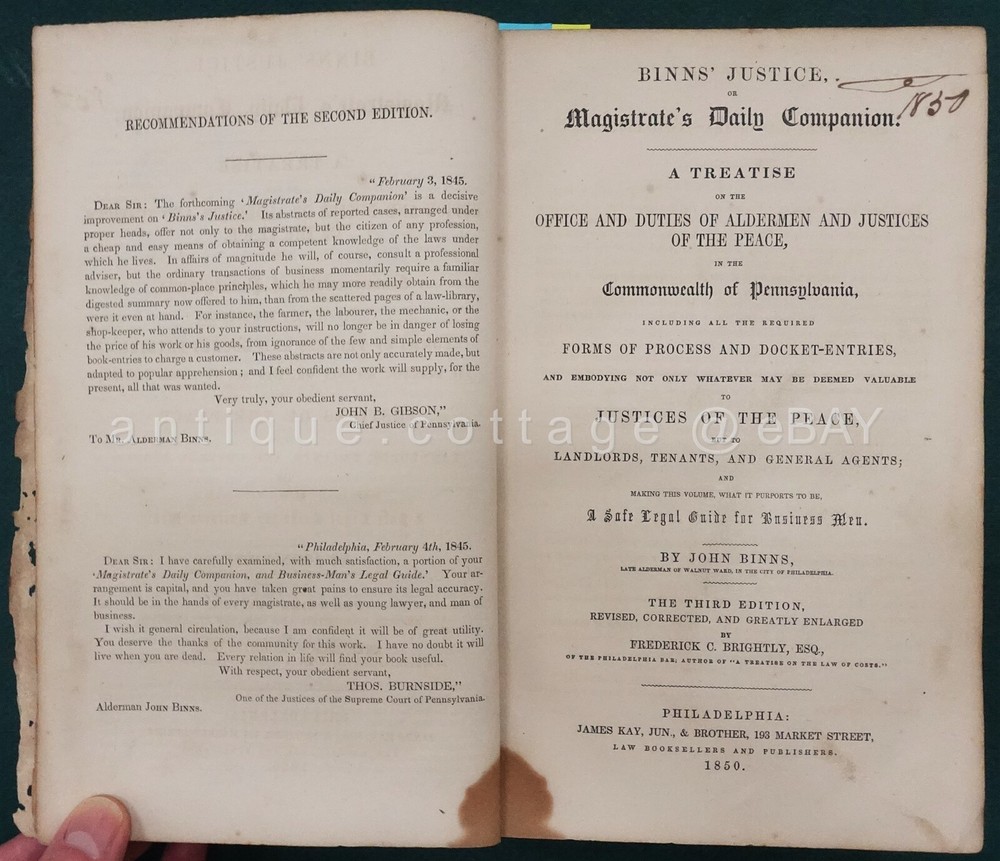 RECOMMENDATIONS OF THE SECOND EDITION.
"February 3, 1845.
DEAR SIR: The forthcoming 'Magistrate's Daily Companion' is a decisive
improvement on 'Binns's Justice.' Its abstracts of reported cases, arranged under
proper heads, offer not only to the magistrate, but the citizen of any profession,
a cheap and easy means of obtaining a competent knowledge of the laws under
which he lives. In affairs of magnitude he will, of course, consult a professional
adviser, but the ordinary transactions of business momentarily require a familiar
knowledge of common-place principles, which he may more readily obtain from the
digested summary now offered to him, than from the scattered pages of a law-library,
were it even at hand. For instance, the farmer, the labourer, the mechanic, or the
shop-keeper, who attends to your instructions, will no longer be in danger of losing
the price of his work or his goods, from ignorance of the few and simple elements of
book-entries to charge a customer. These abstracts are not only accurately made, but
adapted to popular apprehension; and I feel confident the work will supply, for the
present, all that was wanted.
Very truly, your obedient servant,
JOHN B. GIBSON,"
Chief Justice of Pennsylvania.
To MR. ALDERMAN BINNS.
"Philadelphia, February 4th, 1845.
DEAR SIR: I have carefully examined, with much satisfaction, a portion of your
'Magistrate's Daily Companion, and Business-Man's Legal Guide.' Your ar-
rangement is capital, and you have taken great pains to ensure its legal accuracy.
It should be in the hands of every magistrate, as well as young lawyer, and man of
business.
I wish it general circulation, because I am confident it will be of great utility.
You deserve the thanks of the community for this work. I have no doubt it will
live when you are dead. Every relation in life will find your book useful.
With respect, your obedient servant,
THOS. BURNSIDE,"
One of the Justices of the Supreme Court of Pennsylvania.
Alderman JOHN BINNS.
BINNS' JUSTICE,
OR
Magistrate's Daily Companion.
1850
A TREATISE
ON THE
OFFICE AND DUTIES OF ALDERMEN AND JUSTICES
OF THE PEACE,
IN THE
Commonwealth of Pennsylvania,
INCLUDING ALL THE REQUIRED
FORMS OF PROCESS AND DOCKET-ENTRIES,
AND EMBODYING NOT ONLY WHATEVER MAY BE DEEMED VALUABLE
TO
JUSTICES OF THE PEACE,
BUT TO
LANDLORDS, TENANTS, AND GENERAL AGENTS;
AND
MAKING THIS VOLUME, WHAT IT PURPORTS TO BE,
A Safe Legal Guide for Business Men.
BY JOHN BINNS,
LATE ALDERMAN OF WALNUT WARD, IN THE CITY OF PHILADELPHIA.
THE THIRD EDITION,
REVISED, CORRECTED, AND GREATLY ENLARGED
BY
FREDERICK C. BRIGHTLY, ESQ.,
OF THE PHILADELPHIA BAR; AUTHOR OF "A TREATISE ON THE LAW OF COSTS."
PHILADELPHIA:
JAMES KAY, JUN., & BROTHER, 193 MARKET STREET,
LAW BOOKSELLERS AND PUBLISHERS.
1850.
antique.cottage @ eBAY